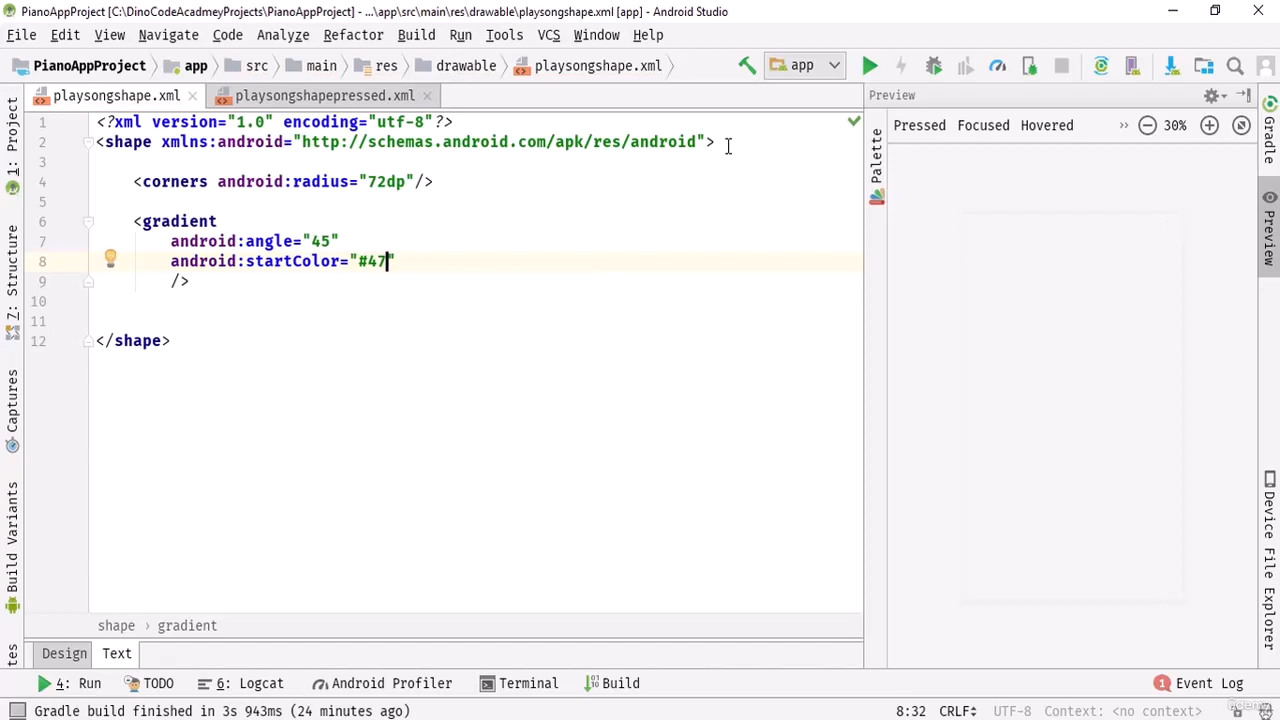 PianoAppProject [C:\DinoCodeAcadmeyProjects\PianoAppProject] - ...\app\src\main\res\drawable\playsongshape.xml [app] - Android Studio
File Edit View Navigate Code Analyze Refactor Build Run Tools VCS Window Help
PianoAppProject app src main res drawable playsongshape.xml app
playsongshape.xml playsongshapepressed.xml Preview
Pressed Focused Hovered >> 30%
1 <?xml version="1.0" encoding="utf-8"?>
2 <shape xmlns:android="http://schemas.android.com/apk/res/android">
3
4 <corners android:radius="72dp"/>
5
6 <gradient
7 android:angle="45"
8 android:startColor="#47"
9 />
10
11
12 </shape>
1: Project
7: Structure
Captures
Build Variants
tes
Palette
Gradle
Preview
Device File Explorer
shape › gradient
Design Text
4: Run TODO 6: Logcat Android Profiler Terminal Build 1 Event Log
Gradle build finished in 3s 943ms (24 minutes ago) 8:32 CRLF UTF-8 Context: <no context>